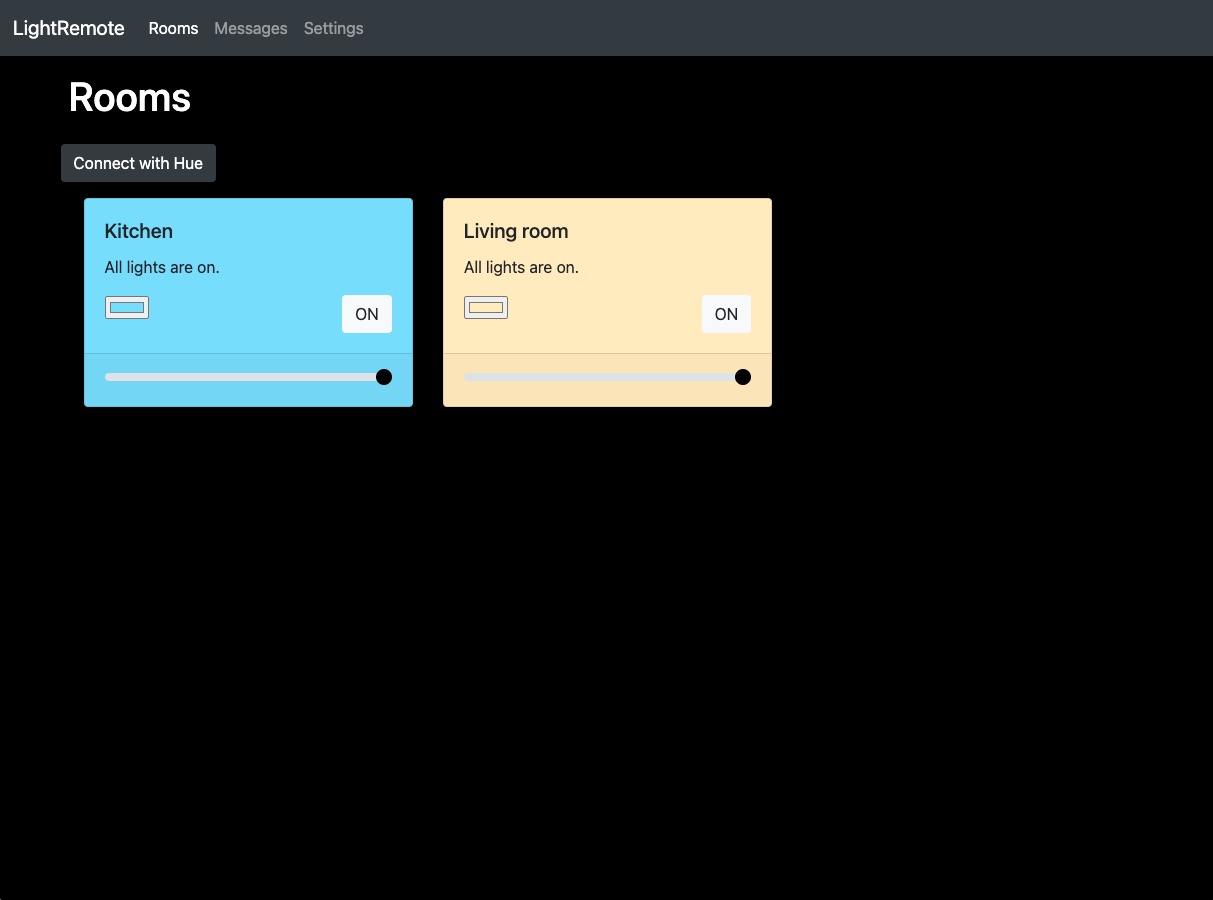 LightRemote Rooms Messages Settings
Rooms
Connect with Hue
Kitchen
All lights are on.
ON
Living room
All lights are on.
ON